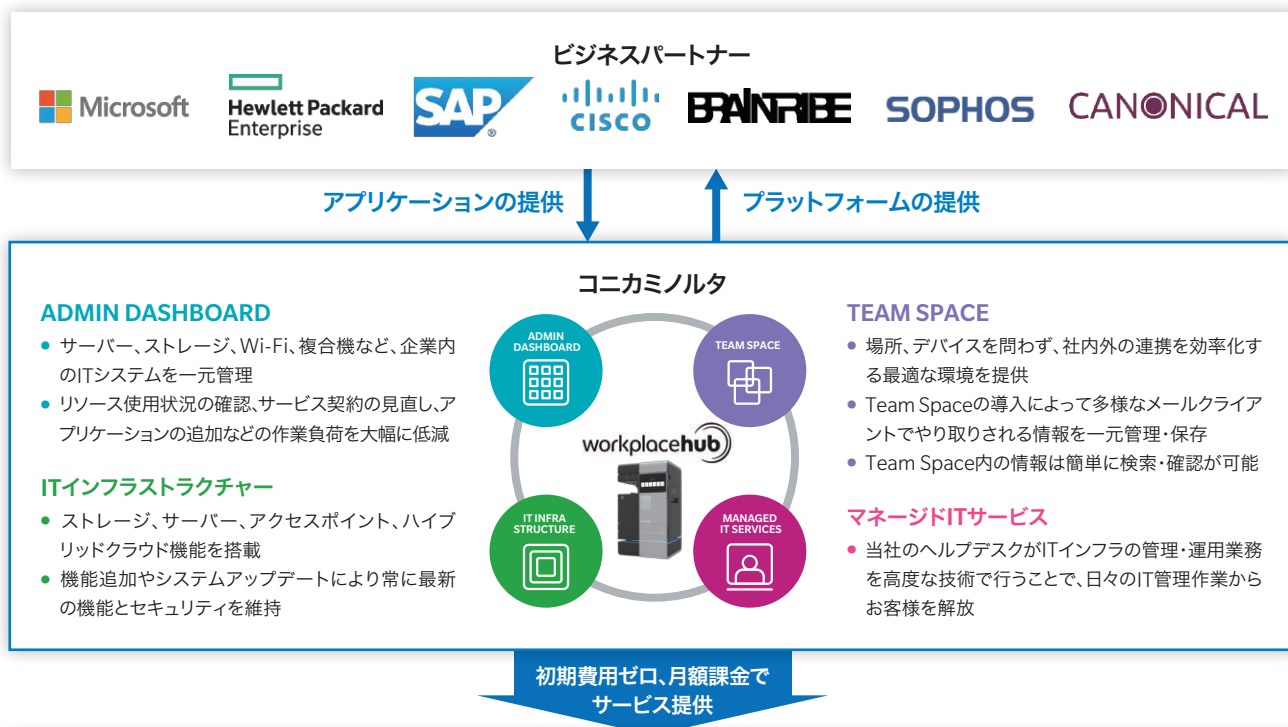 ビジネスパートナー
Microsoft
Hewlett Packard
Enterprise
SAP
®
CISCO
BRAINTRIBE
SOPHOS
CANONICAL
アプリケーションの提供
プラットフォームの提供
コニカミノルタ
ADMIN DASHBOARD
• サーバー、ストレージ、Wi-Fi、複合機など、企業内
のITシステムを一元管理
• リソース使用状況の確認、サービス契約の見直し、ア
プリケーションの追加などの作業負荷を大幅に低減
ITインフラストラクチャー
• ストレージ、サーバー、アクセスポイント、ハイブ
リッドクラウド機能を搭載
• 機能追加やシステムアップデートにより常に最新
の機能とセキュリティを維持
ADMIN
DASHBOARD
TEAM SPACE
workplacehub
IT INFRA
STRUCTURE
MANAGED
IT SERVICES
TEAM SPACE
• 場所、デバイスを問わず、社内外の連携を効率化す
る最適な環境を提供
• Team Spaceの導入によって多様なメールクライア
ントでやり取りされる情報を一元管理・保存
• Team Space内の情報は簡単に検索・確認が可能
マネージドITサービス
• 当社のヘルプデスクがITインフラの管理・運用業務
を高度な技術で行うことで、日々のIT管理作業から
お客様を解放
初期費用ゼロ、月額課金で
サービス提供